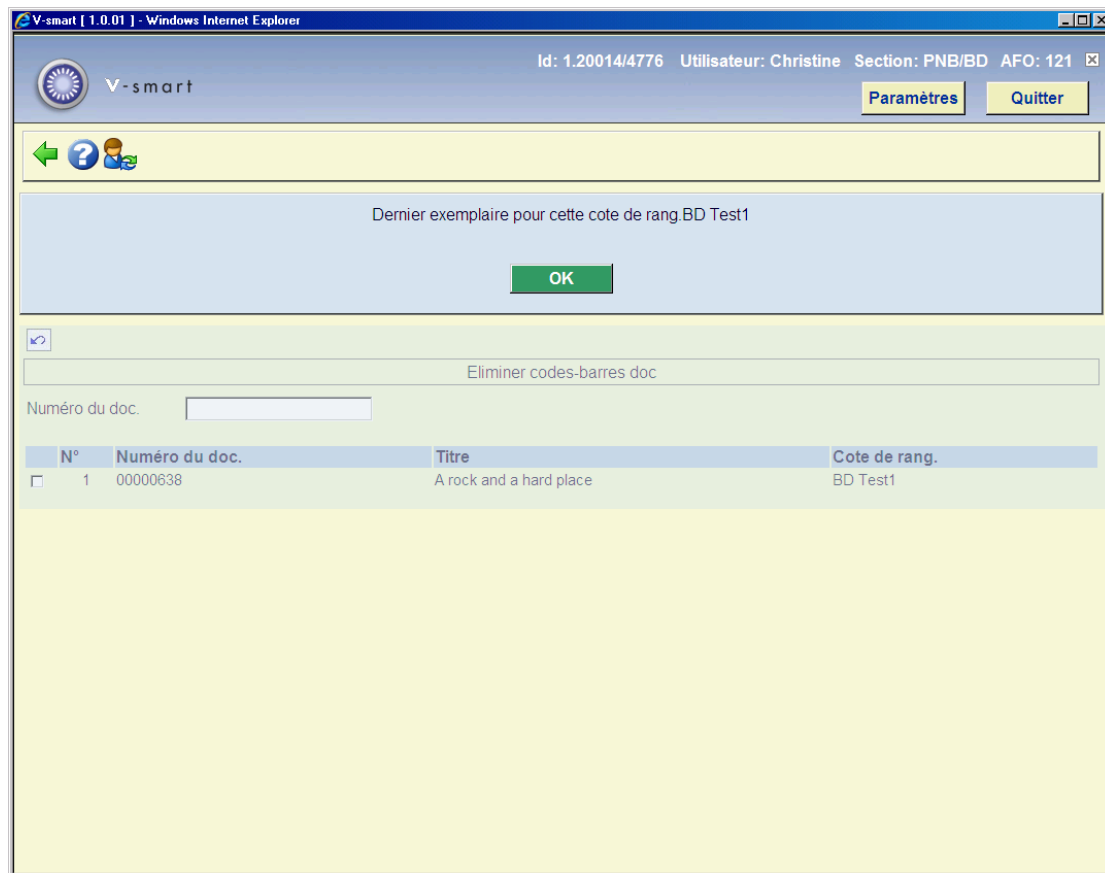 V-smart [ 1.0.01 ] - Windows Internet Explorer
Id: 1.20014/4776 Utilisateur: Christine Section: PNB/BD AFO: 121
V-smart
Paramètres Quitter
Dernier exemplaire pour cette cote de rang.BD Test1
OK
Eliminer codes-barres doc
Numéro du doc.
N° Numéro du doc. Titre Cote de rang.
1 00000638 A rock and a hard place BD Test1